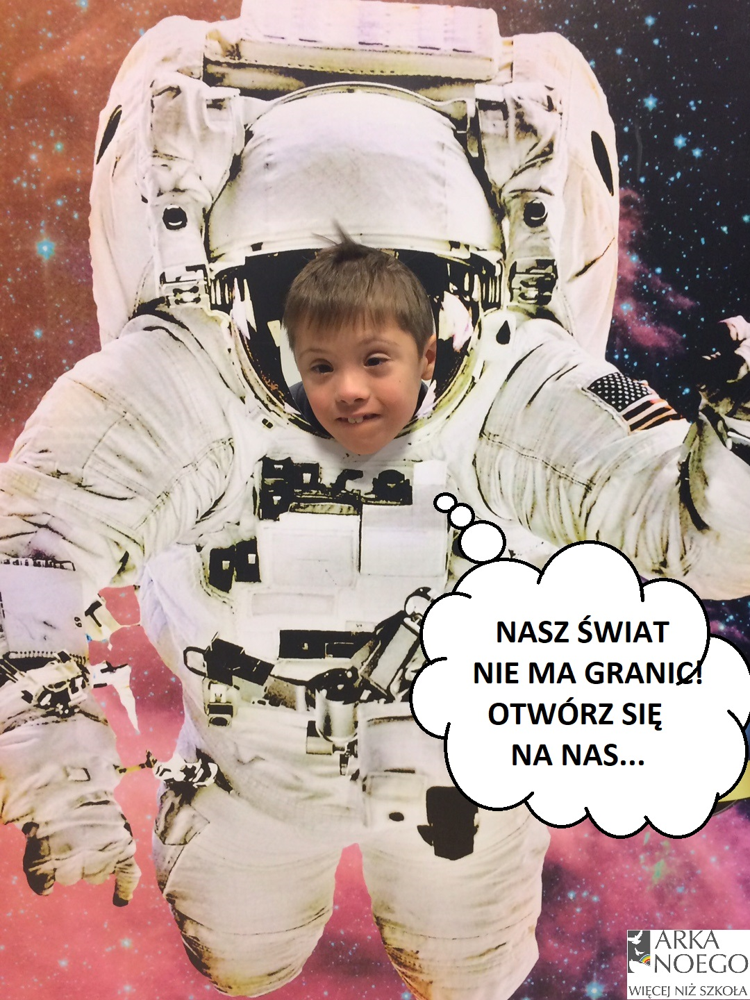 NASZ ŚWIAT
NIE MA GRANIC!
OTWÓRZ SIĘ
NA NAS...
ARKA
NOEGO
WIĘCEJ NIŻ SZKOŁA